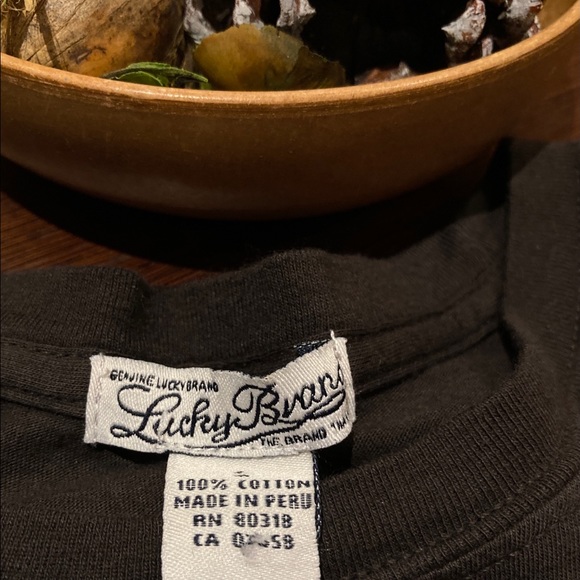 GENUINE LUCKYBRAND
Lucky Brand
THE BRAND
100% COTTON
MADE IN PERU
RN 80318
CA